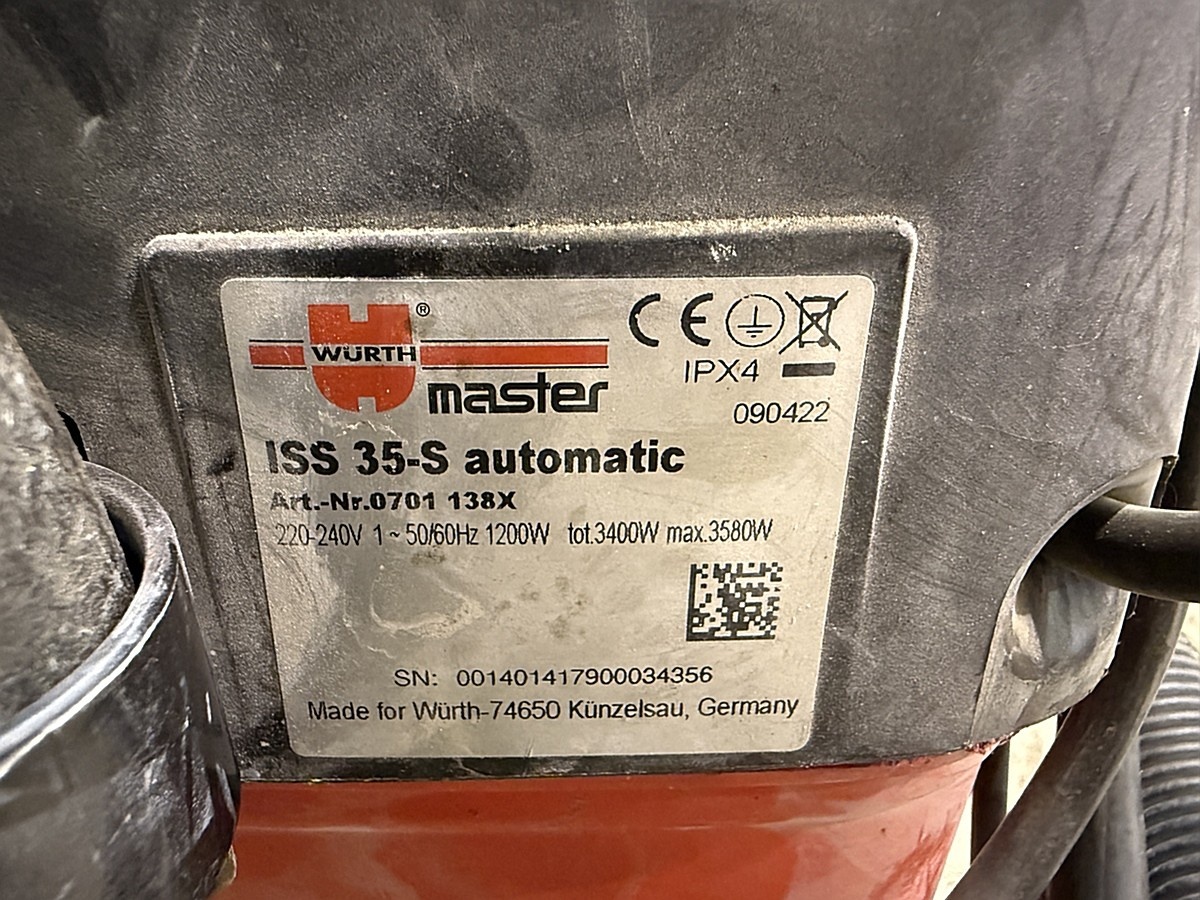 WÜRTH ®
master
CE
IPX4
090422
ISS 35-S automatic
Art.-Nr.0701 138X
220-240V 1 ~ 50/60Hz 1200W tot.3400W max.3580W
SN: 001401417900034356
Made for Würth-74650 Künzelsau, Germany